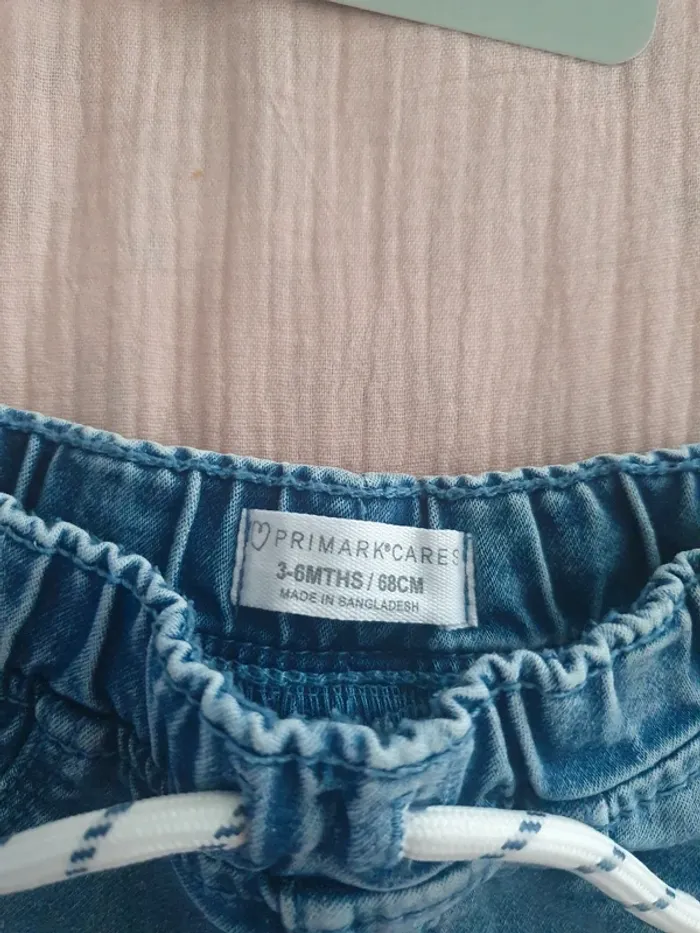 PRIMARK®CARES
3-6MTHS / 68CM
MADE IN BANGLADESH